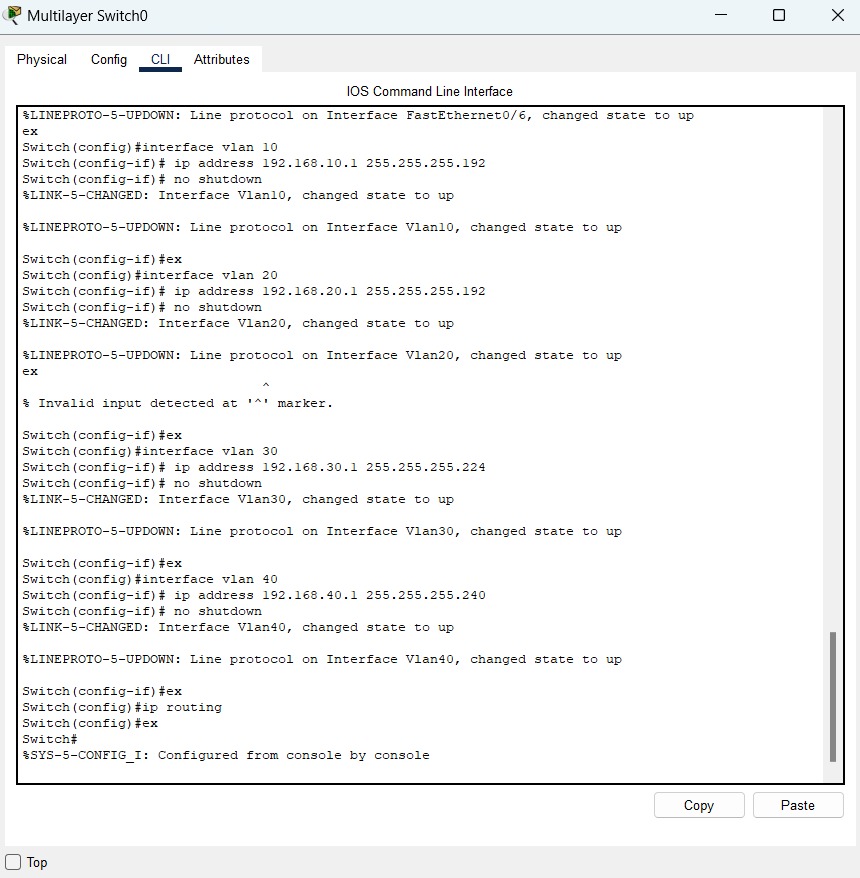 Multilayer Switch0
Physical Config CLI Attributes
IOS Command Line Interface
%LINEPROTO-5-UPDOWN: Line protocol on Interface FastEthernet0/6, changed state to up
ex
Switch(config)#interface vlan 10
Switch(config-if)# ip address 192.168.10.1 255.255.255.192
Switch(config-if)# no shutdown
%LINK-5-CHANGED: Interface Vlan10, changed state to up
%LINEPROTO-5-UPDOWN: Line protocol on Interface Vlan10, changed state to up
Switch(config-if)#ex
Switch(config)#interface vlan 20
Switch(config-if)# ip address 192.168.20.1 255.255.255.192
Switch(config-if)# no shutdown
%LINK-5-CHANGED: Interface Vlan20, changed state to up
%LINEPROTO-5-UPDOWN: Line protocol on Interface Vlan20, changed state to up
ex
^
% Invalid input detected at '^' marker.
Switch(config-if)#ex
Switch(config)#interface vlan 30
Switch(config-if)# ip address 192.168.30.1 255.255.255.224
Switch(config-if)# no shutdown
%LINK-5-CHANGED: Interface Vlan30, changed state to up
%LINEPROTO-5-UPDOWN: Line protocol on Interface Vlan30, changed state to up
Switch(config-if)#ex
Switch(config)#interface vlan 40
Switch(config-if)# ip address 192.168.40.1 255.255.255.240
Switch(config-if)# no shutdown
%LINK-5-CHANGED: Interface Vlan40, changed state to up
%LINEPROTO-5-UPDOWN: Line protocol on Interface Vlan40, changed state to up
Switch(config-if)#ex
Switch(config)#ip routing
Switch(config)#ex
Switch#
%SYS-5-CONFIG_I: Configured from console by console
Copy Paste
Top